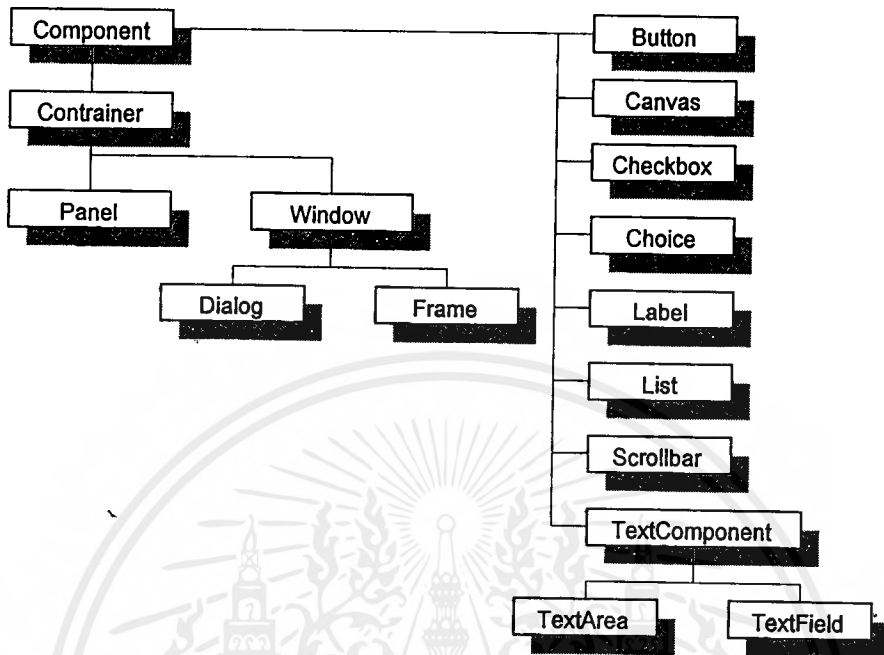 Component
Button
Canvas
Contrainer
Checkbox
Panel
Window
Choice
Dialog
Frame
Label
List
Scrollbar
TextComponent
TextArea
TextField